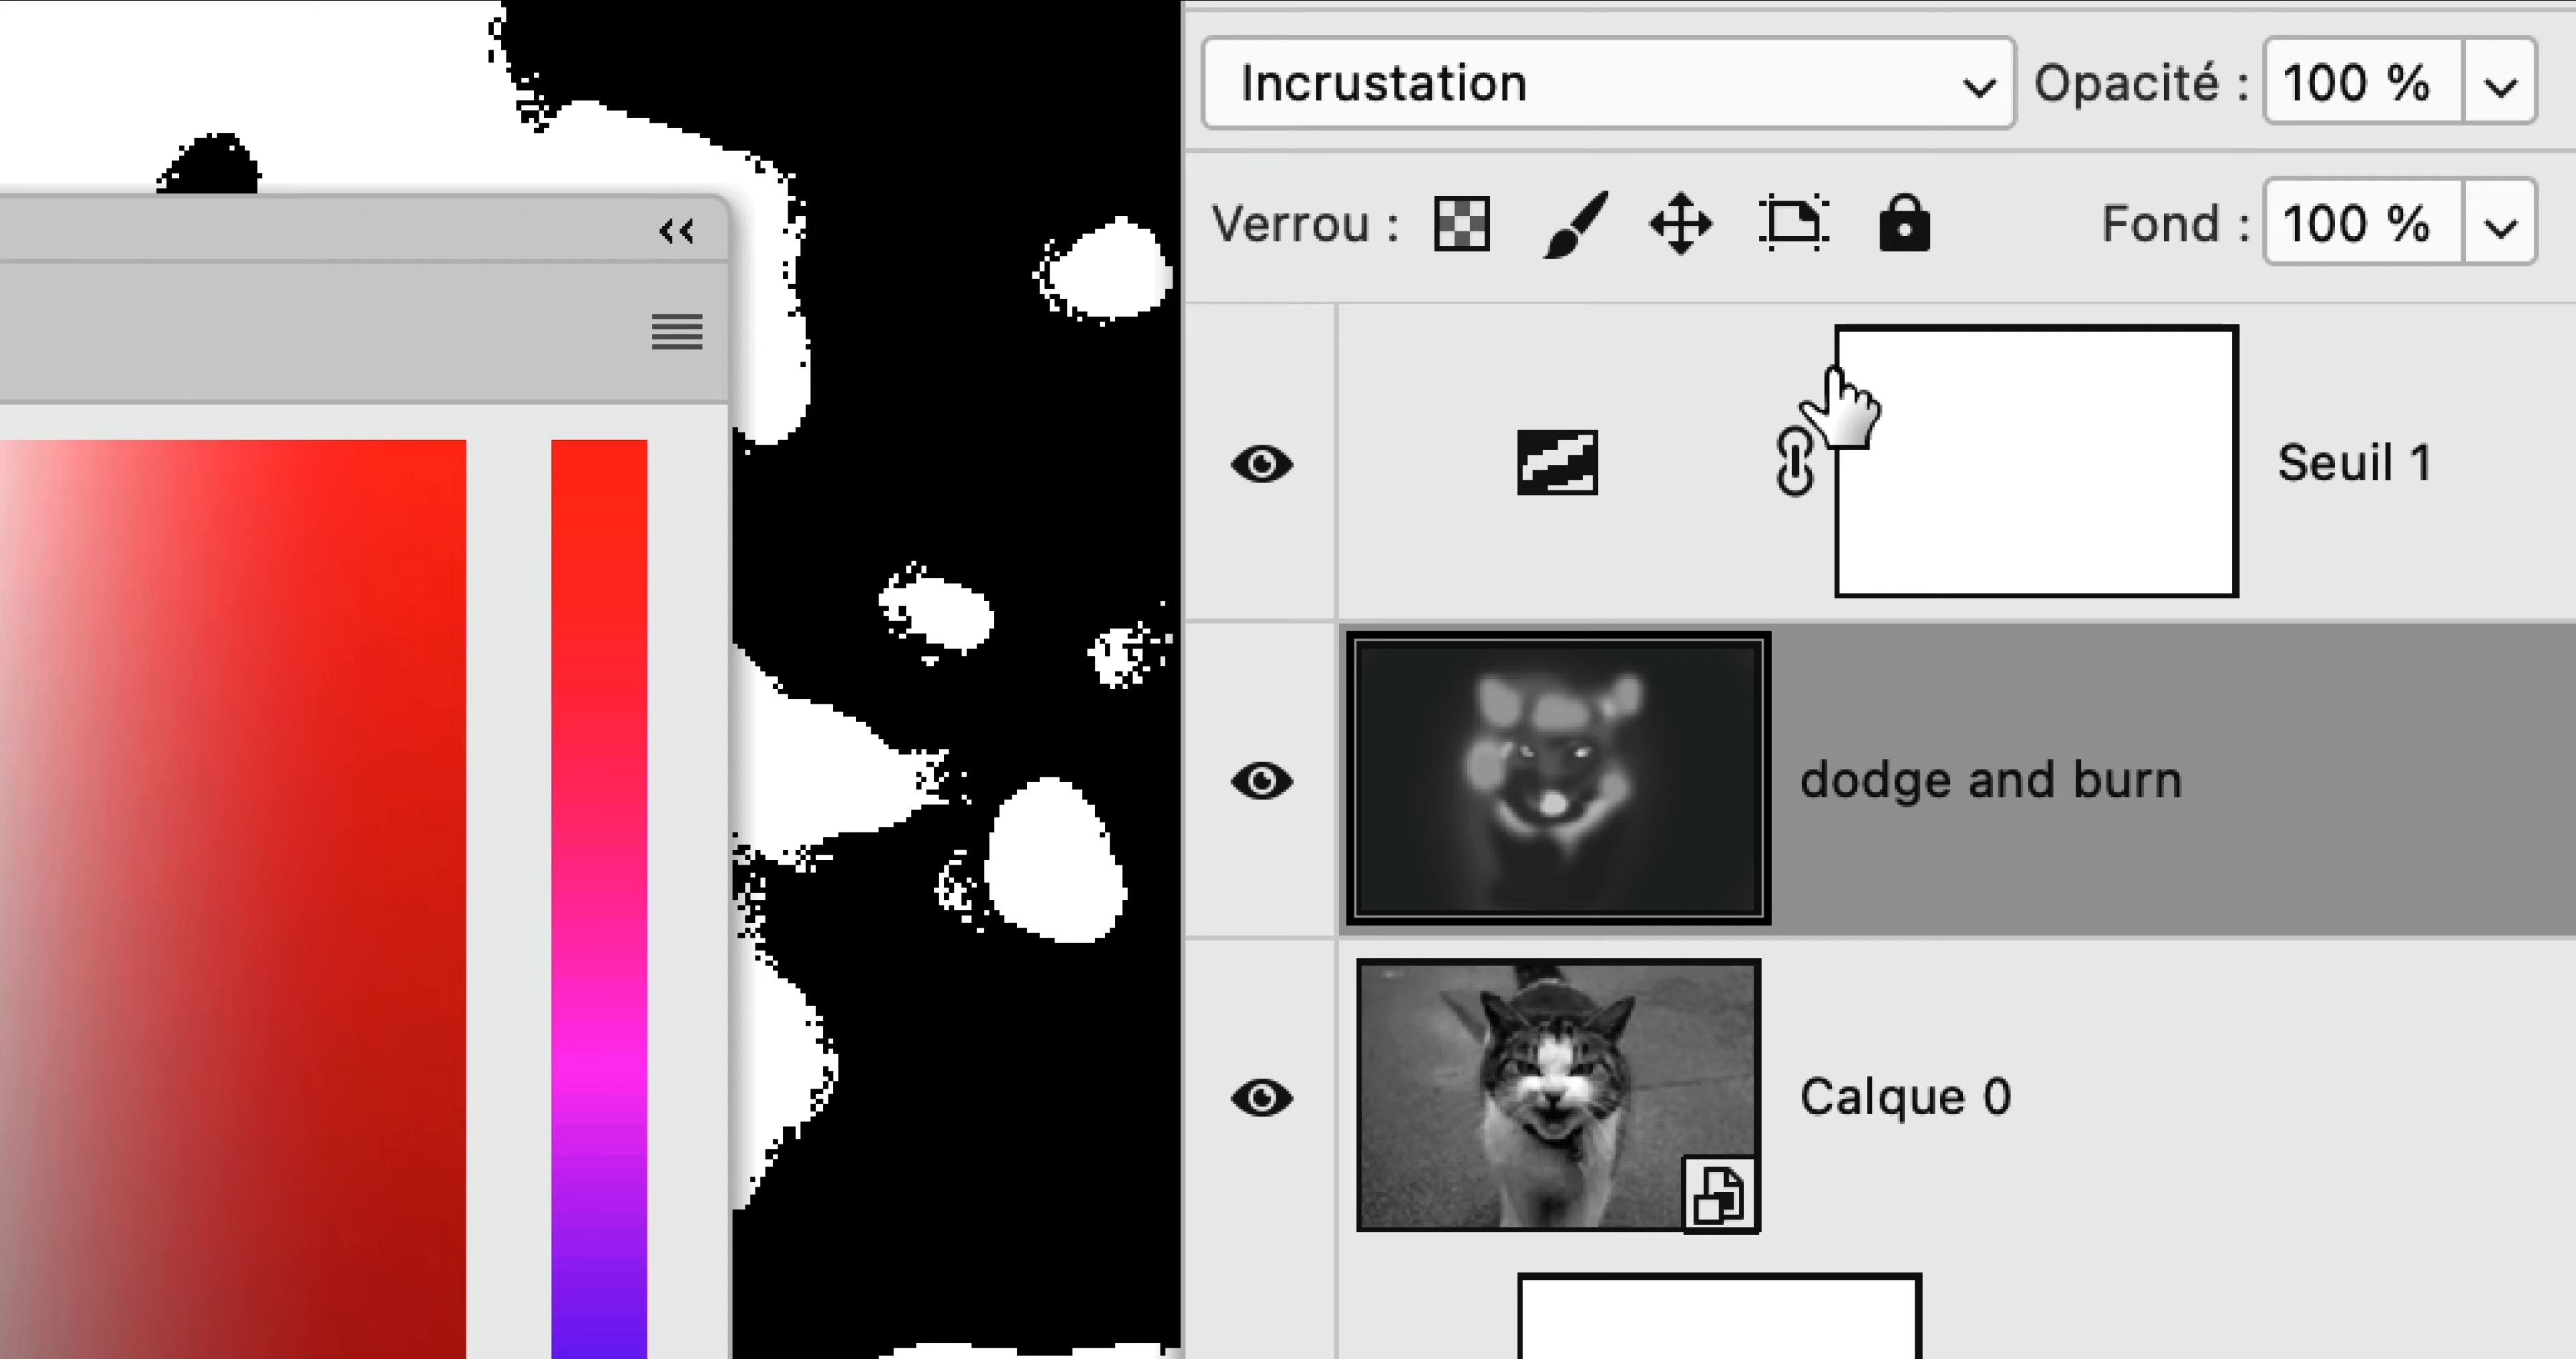 Incrustation
Opacité : 100 %
Verrou :
Fond : 100 %
Seuil 1
dodge and burn
Calque 0